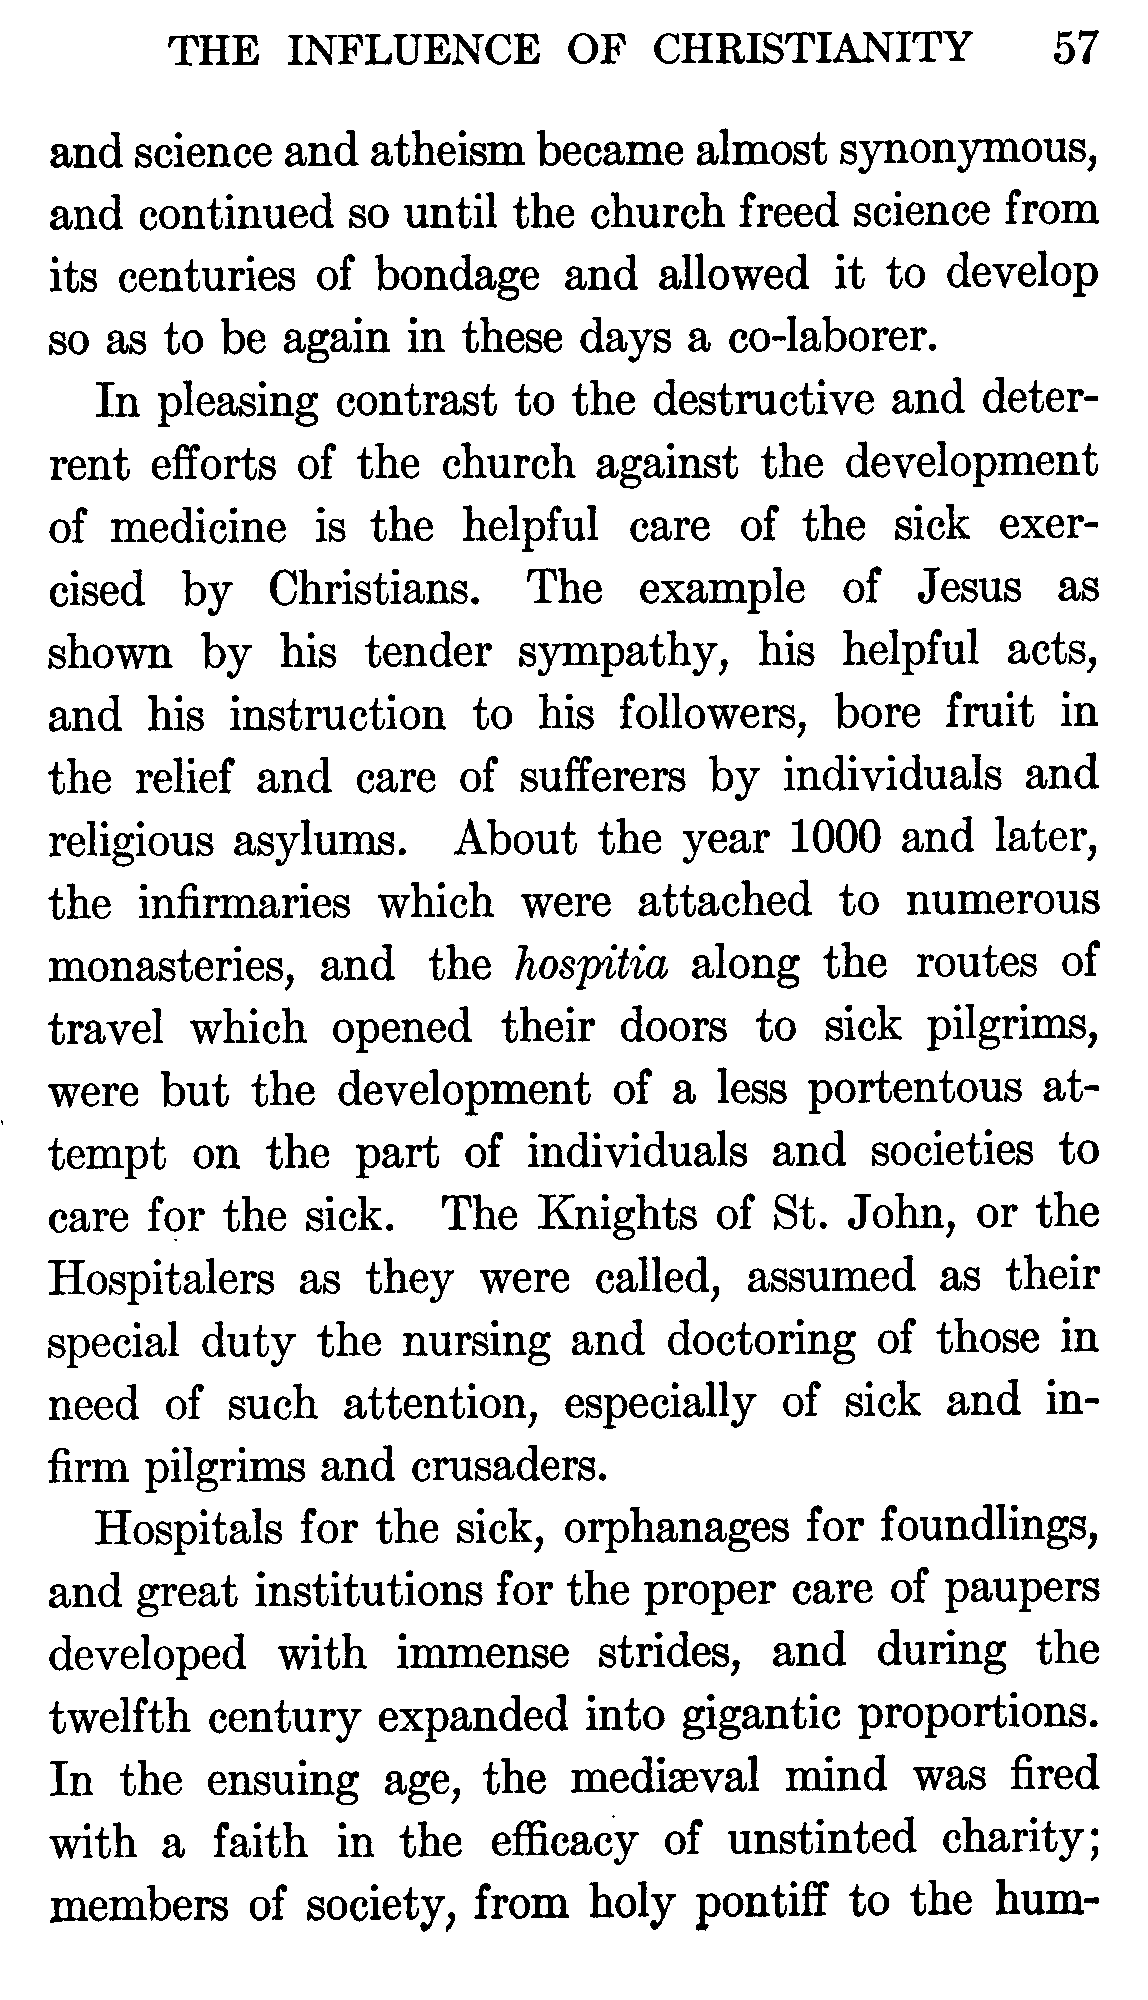 THE INFLUENCE OF CHRISTIANITY 57
and science and atheism became almost synonymous,
and continued so until the church freed science from
its centuries of bondage and allowed it to develop
so as to be again in these days a co-laborer.
In pleasing contrast to the destructive and deter-
rent efforts of the church against the development
of medicine is the helpful care of the sick exer-
cised by Christians. The example of Jesus as
shown by his tender sympathy, his helpful acts,
and his instruction to his followers, bore fruit in
the relief and care of sufferers by individuals and
religious asylums. About the year 1000 and later,
the infirmaries which were attached to numerous
monasteries, and the hospitia along the routes of
travel which opened their doors to sick pilgrims,
were but the development of a less portentous at-
tempt on the part of individuals and societies to
care for the sick. The Knights of St. John, or the
Hospitalers as they were called, assumed as their
special duty the nursing and doctoring of those in
need of such attention, especially of sick and in-
firm pilgrims and crusaders.
Hospitals for the sick, orphanages for foundlings,
and great institutions for the proper care of paupers
developed with immense strides, and during the
twelfth century expanded into gigantic proportions.
In the ensuing age, the mediæval mind was fired
with a faith in the efficacy of unstinted charity;
members of society, from holy pontiff to the hum-